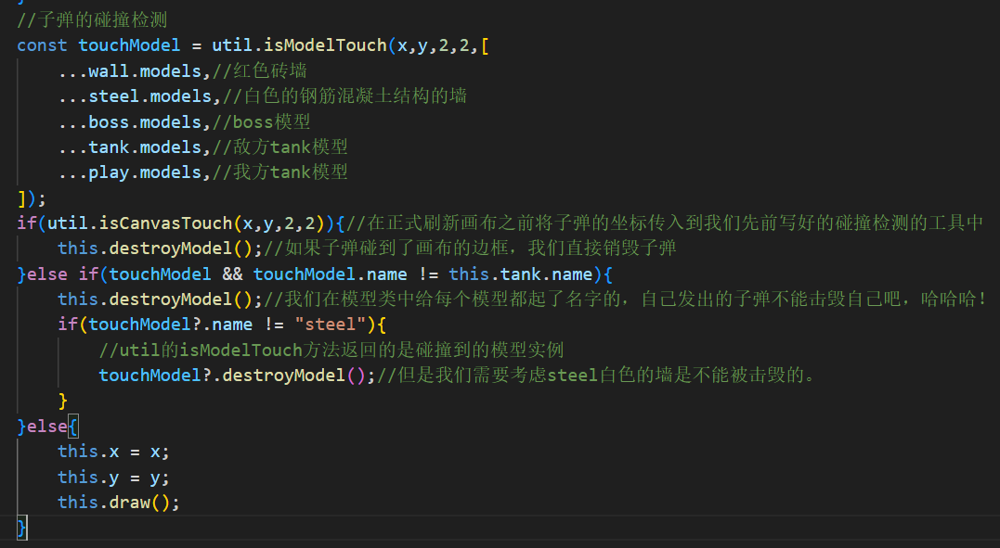 }
//子弹的碰撞检测
const touchModel = util.isModelTouch(x,y,2,2,[
    ...wall.models,//红色砖墙
    ...steel.models,//白色的钢筋混凝土结构的墙
    ...boss.models,//boss模型
    ...tank.models,//敌方tank模型
    ...play.models,//我方tank模型
]);
if(util.isCanvasTouch(x,y,2,2)){//在正式刷新画布之前将子弹的坐标传入到我们先前写好的碰撞检测的工具中
    this.destroyModel();//如果子弹碰到了画布的边框，我们直接销毁子弹
}else if(touchModel && touchModel.name != this.tank.name){
    this.destroyModel();//我们在模型类中给每个模型都起了名字的，自己发出的子弹不能击毁自己吧，哈哈哈！
    if(touchModel?.name != "steel"){
        //util的isModelTouch方法返回的是碰撞到的模型实例
        touchModel?.destroyModel();//但是我们需要考虑steel白色的墙是不能被击毁的。
    }
}else{
    this.x = x;
    this.y = y;
    this.draw();
}